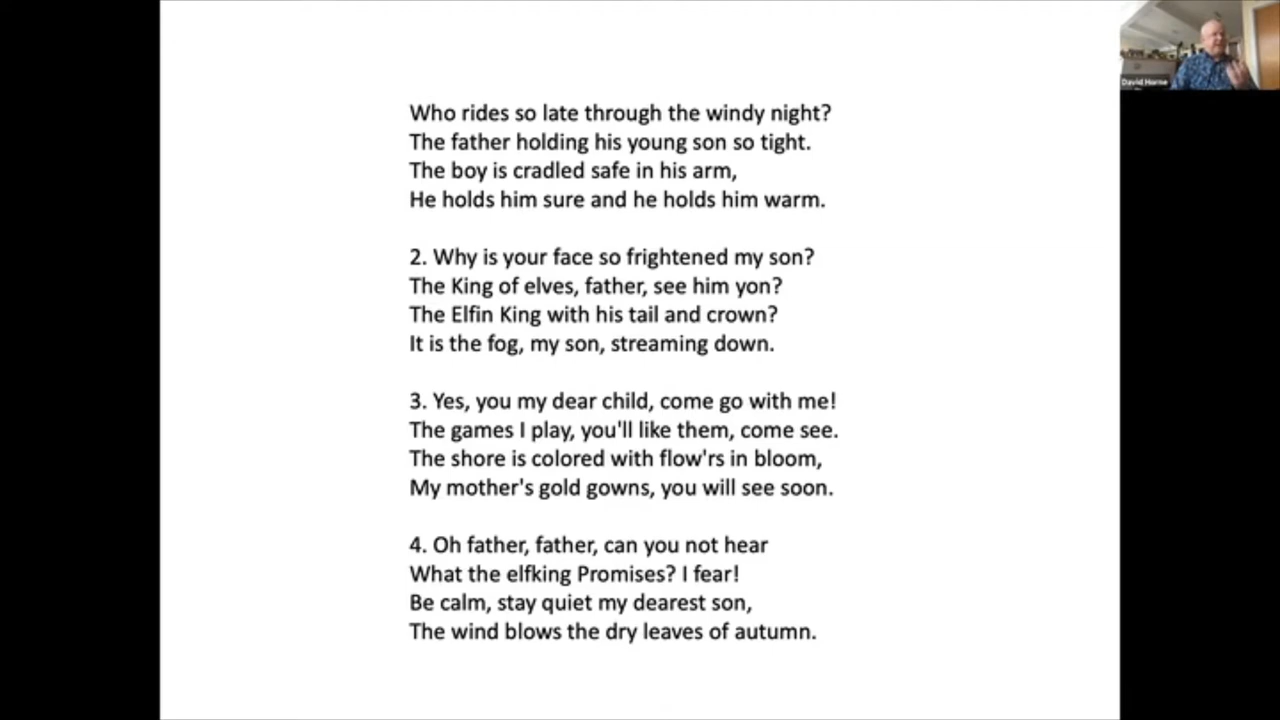 Who rides so late through the windy night?
The father holding his young son so tight.
The boy is cradled safe in his arm,
He holds him sure and he holds him warm.
2. Why is your face so frightened my son?
The King of elves, father, see him yon?
The Elfin King with his tail and crown?
It is the fog, my son, streaming down.
3. Yes, you my dear child, come go with me!
The games I play, you'll like them, come see.
The shore is colored with flow'rs in bloom,
My mother's gold gowns, you will see soon.
4. Oh father, father, can you not hear
What the elfking Promises? I fear!
Be calm, stay quiet my dearest son,
The wind blows the dry leaves of autumn.
David Horne